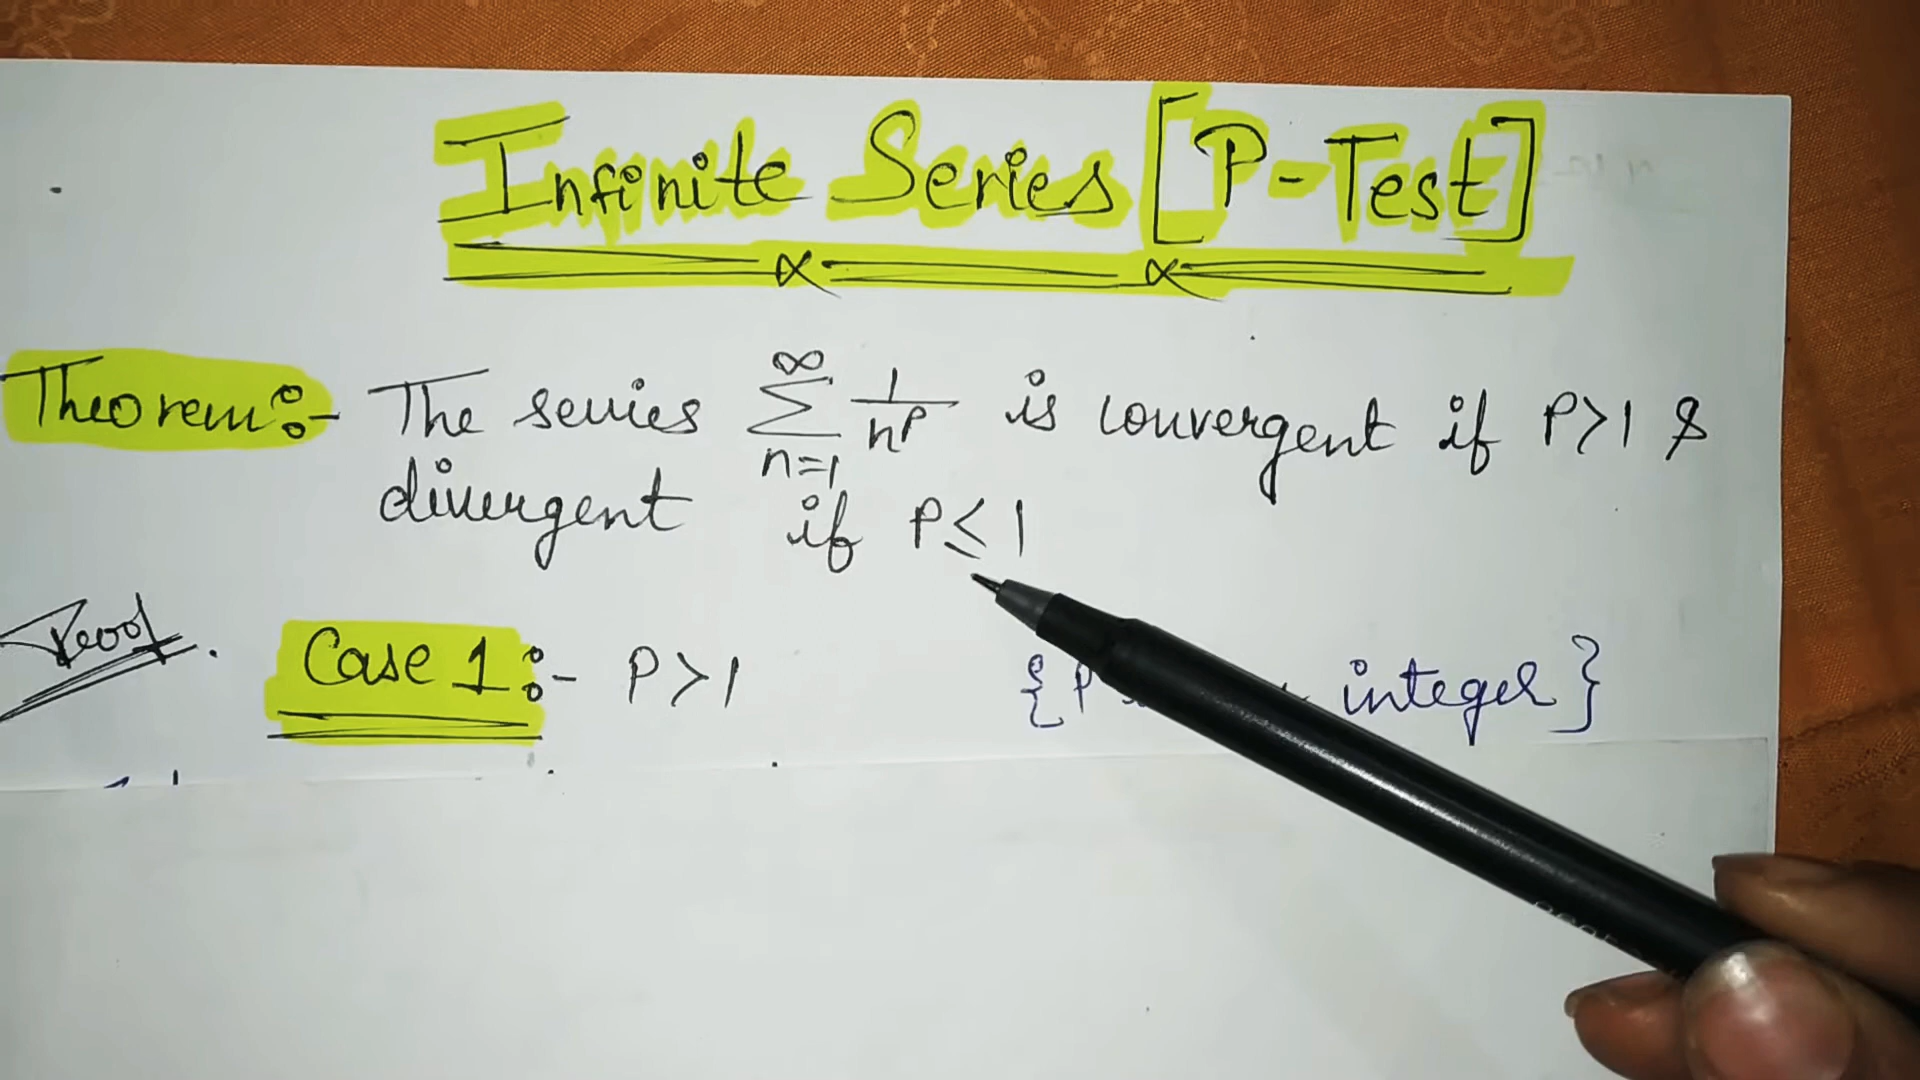 Infinite Series [P-Test]
Theorem:- The series ∞∑n=1 1/n^p is convergent if P>1 &
divergent if P≤1
Proof. Case 1:- P>1 {P integer}